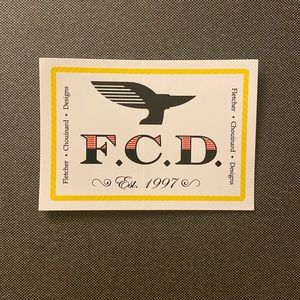 Fletcher • Chouinard • Designs
F.C.D.
Est. 1997
Fletcher • Chouinard • Designs